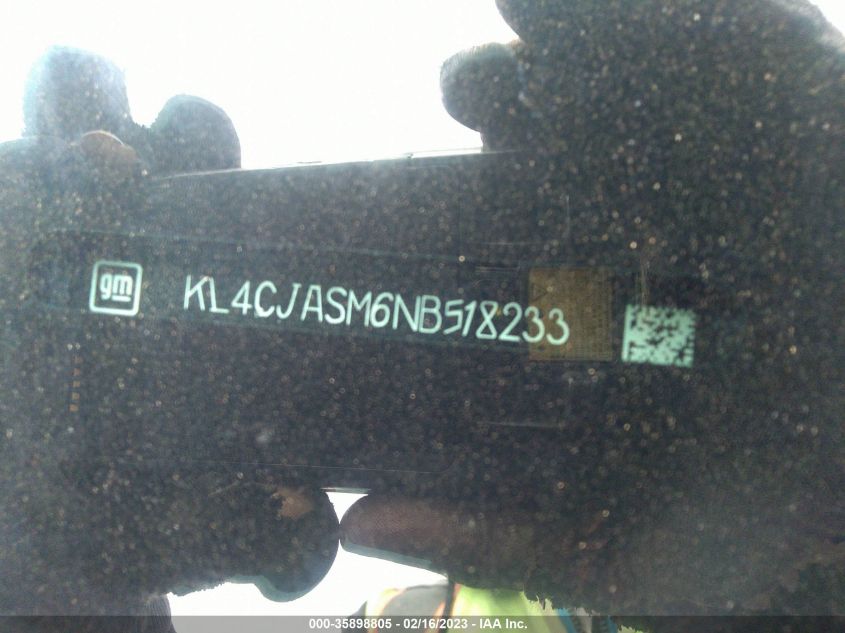 gm KL4CJASM6NB518233
000-35898805 - 02/16/2023 - IAA Inc.